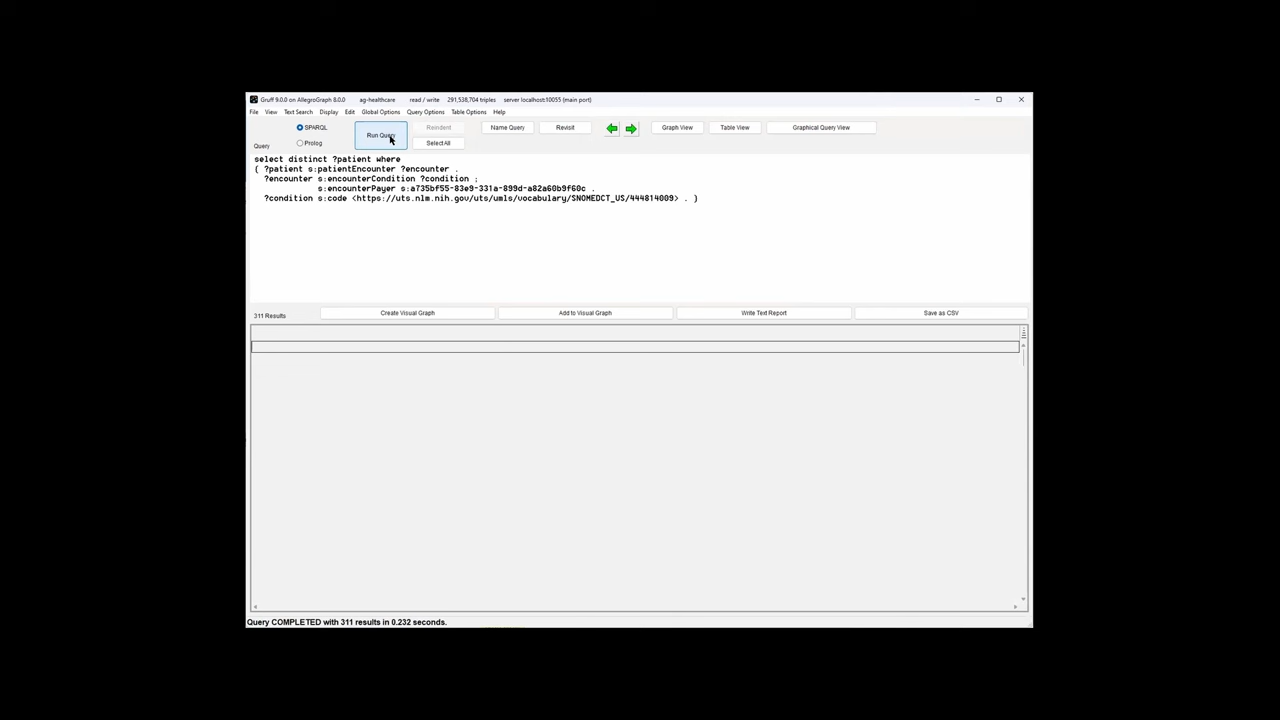 Gruff 9.0.0 on AllegroGraph 8.0.0 ag-healthcare read / write 291,538,704 triples server localhost:10055 (main port)
File View Text Search Display Edit Global Options Query Options Table Options Help
Query SPARQL Prolog Run Query Reindent Select All Name Query Revisit Graph View Table View Graphical Query View
select distinct ?patient where
{ ?patient s:patientEncounter ?encounter .
?encounter s:encounterCondition ?condition ;
s:encounterPayer s:a735bf55-83e9-331a-899d-a82a60b9f60c .
?condition s:code <https://uts.nlm.nih.gov/uts/umls/vocabulary/SNOMEDCT_US/444814009> . }
311 Results Create Visual Graph Add to Visual Graph Write Text Report Save as CSV
Query COMPLETED with 311 results in 0.232 seconds.